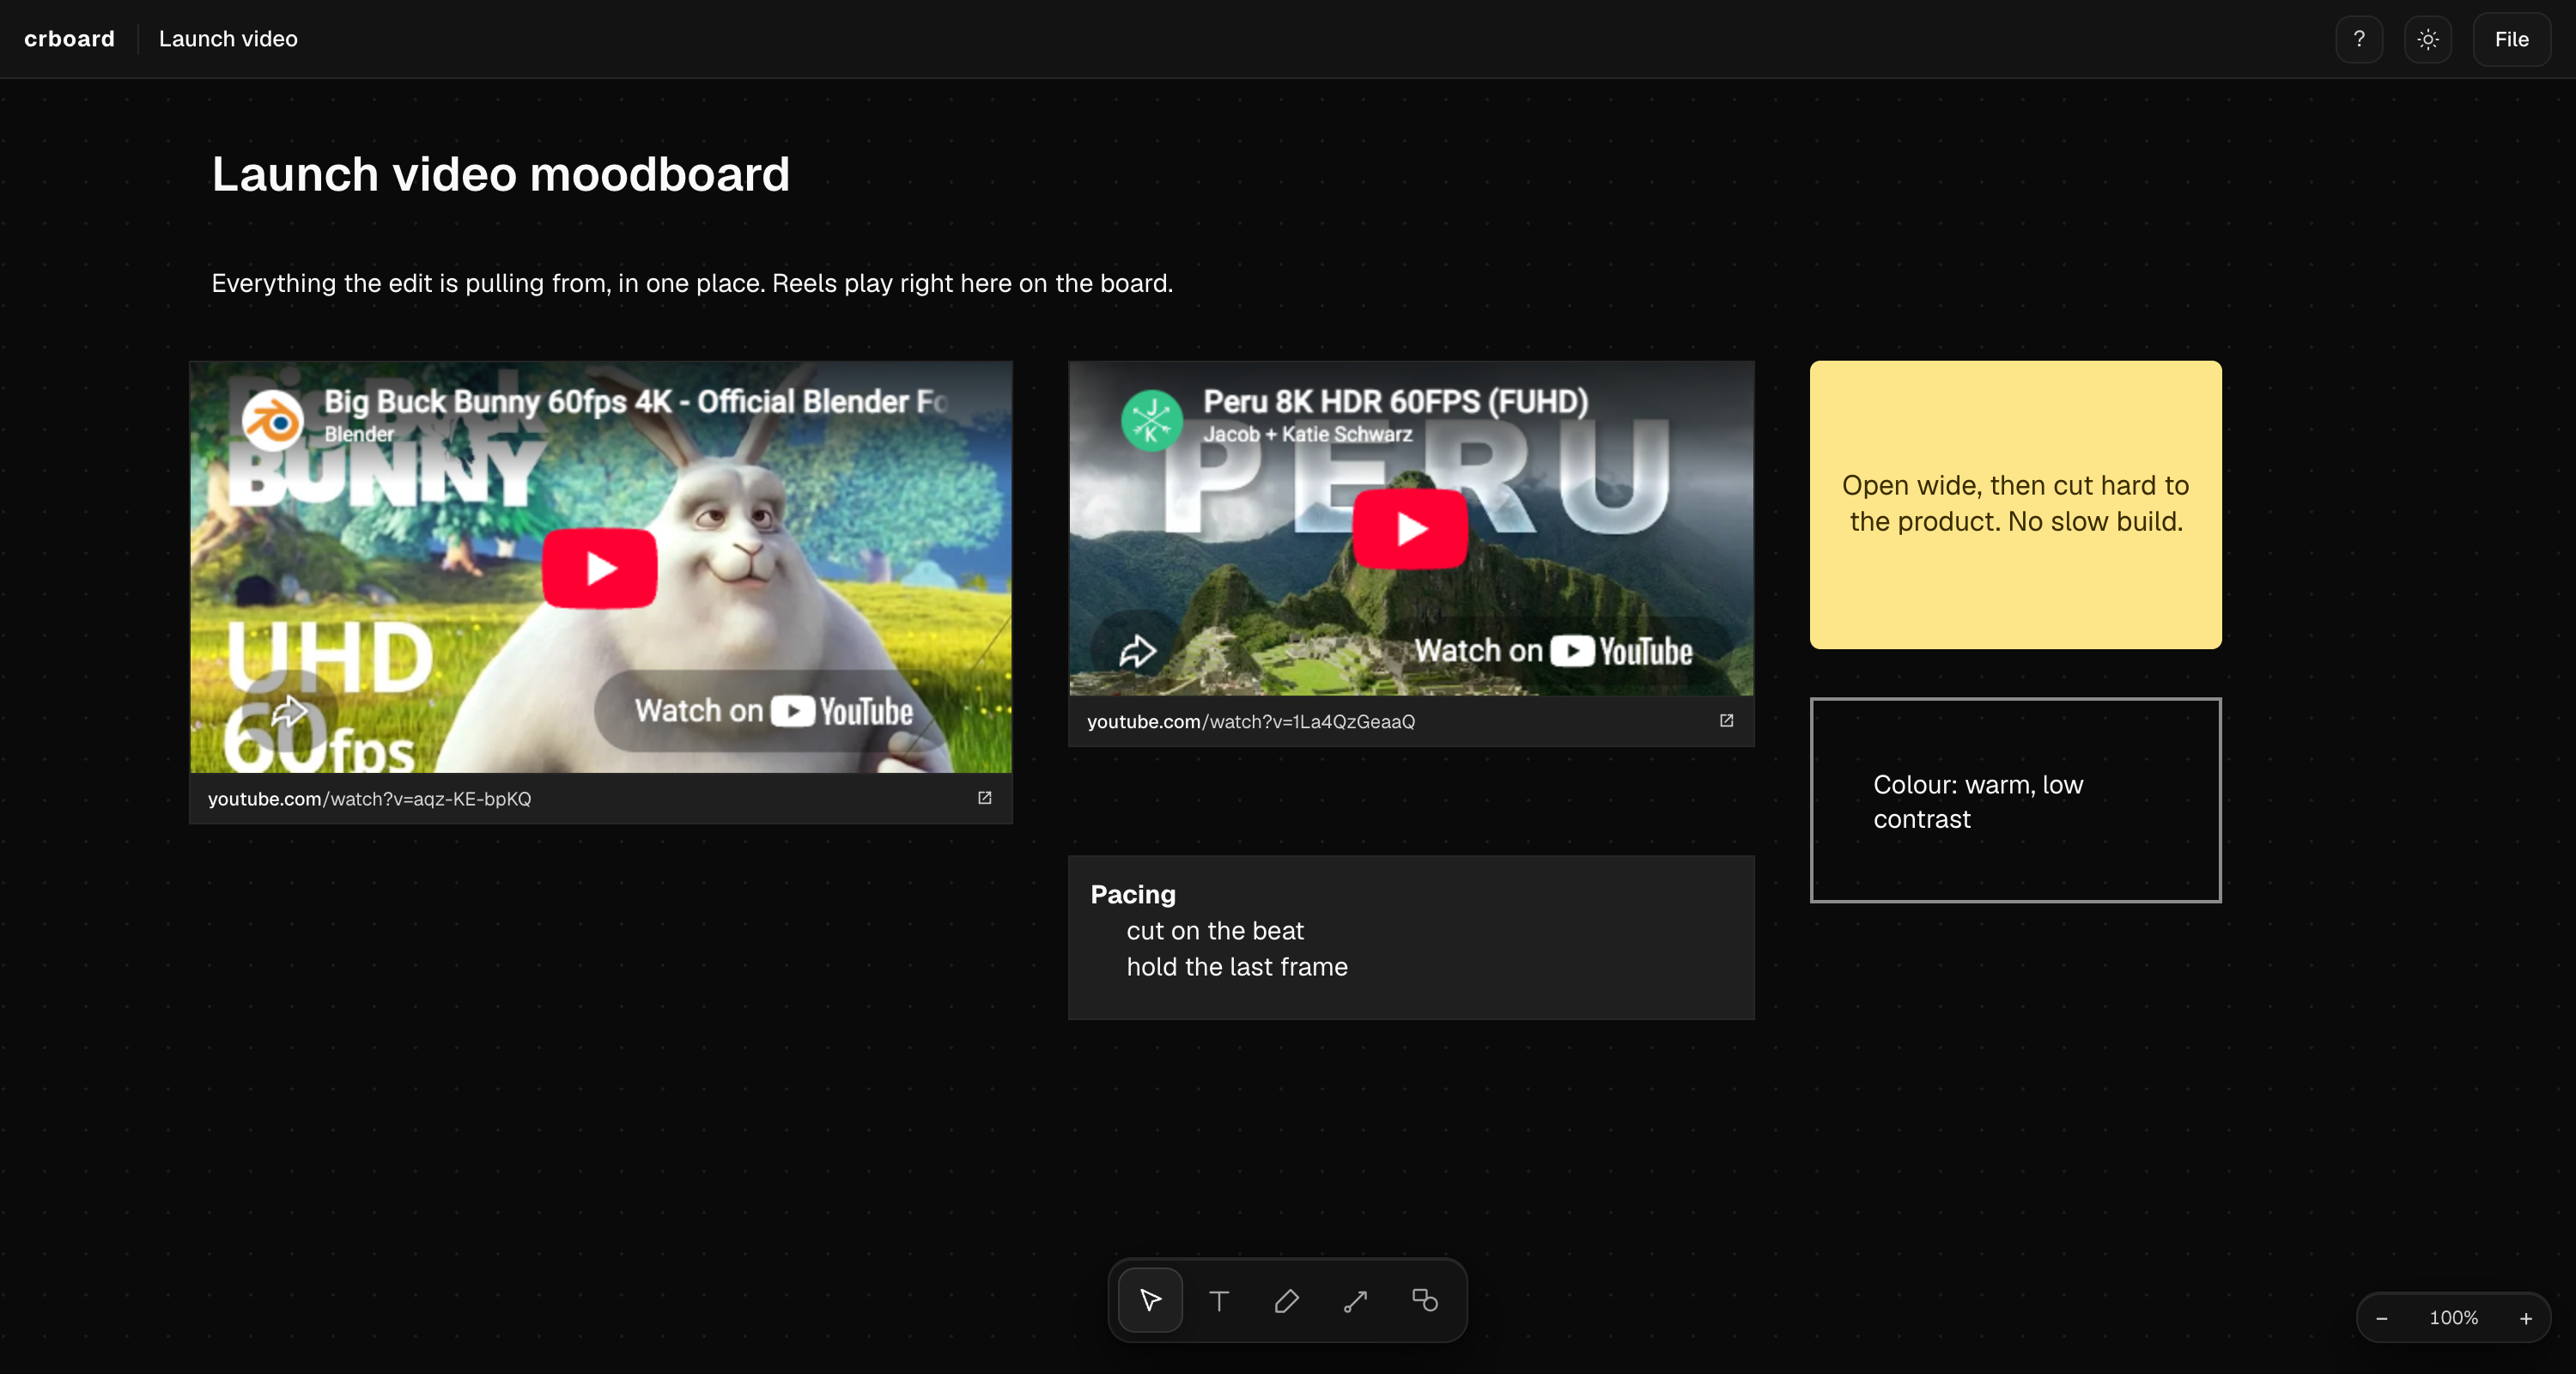 crboard
Launch video
?
File
Launch video moodboard
Everything the edit is pulling from, in one place. Reels play right here on the board.
Big Buck Bunny 60fps 4K - Official Blender Fo
Blender
Big Buck
BUNNY
UHD
60fps
Watch on YouTube
youtube.com/watch?v=aqz-KE-bpKQ
Peru 8K HDR 60FPS (FUHD)
Jacob + Katie Schwarz
J
K
PERU
Watch on YouTube
youtube.com/watch?v=1La4QzGeaaQ
Open wide, then cut hard to
the product. No slow build.
Colour: warm, low
contrast
Pacing
cut on the beat
hold the last frame
100%